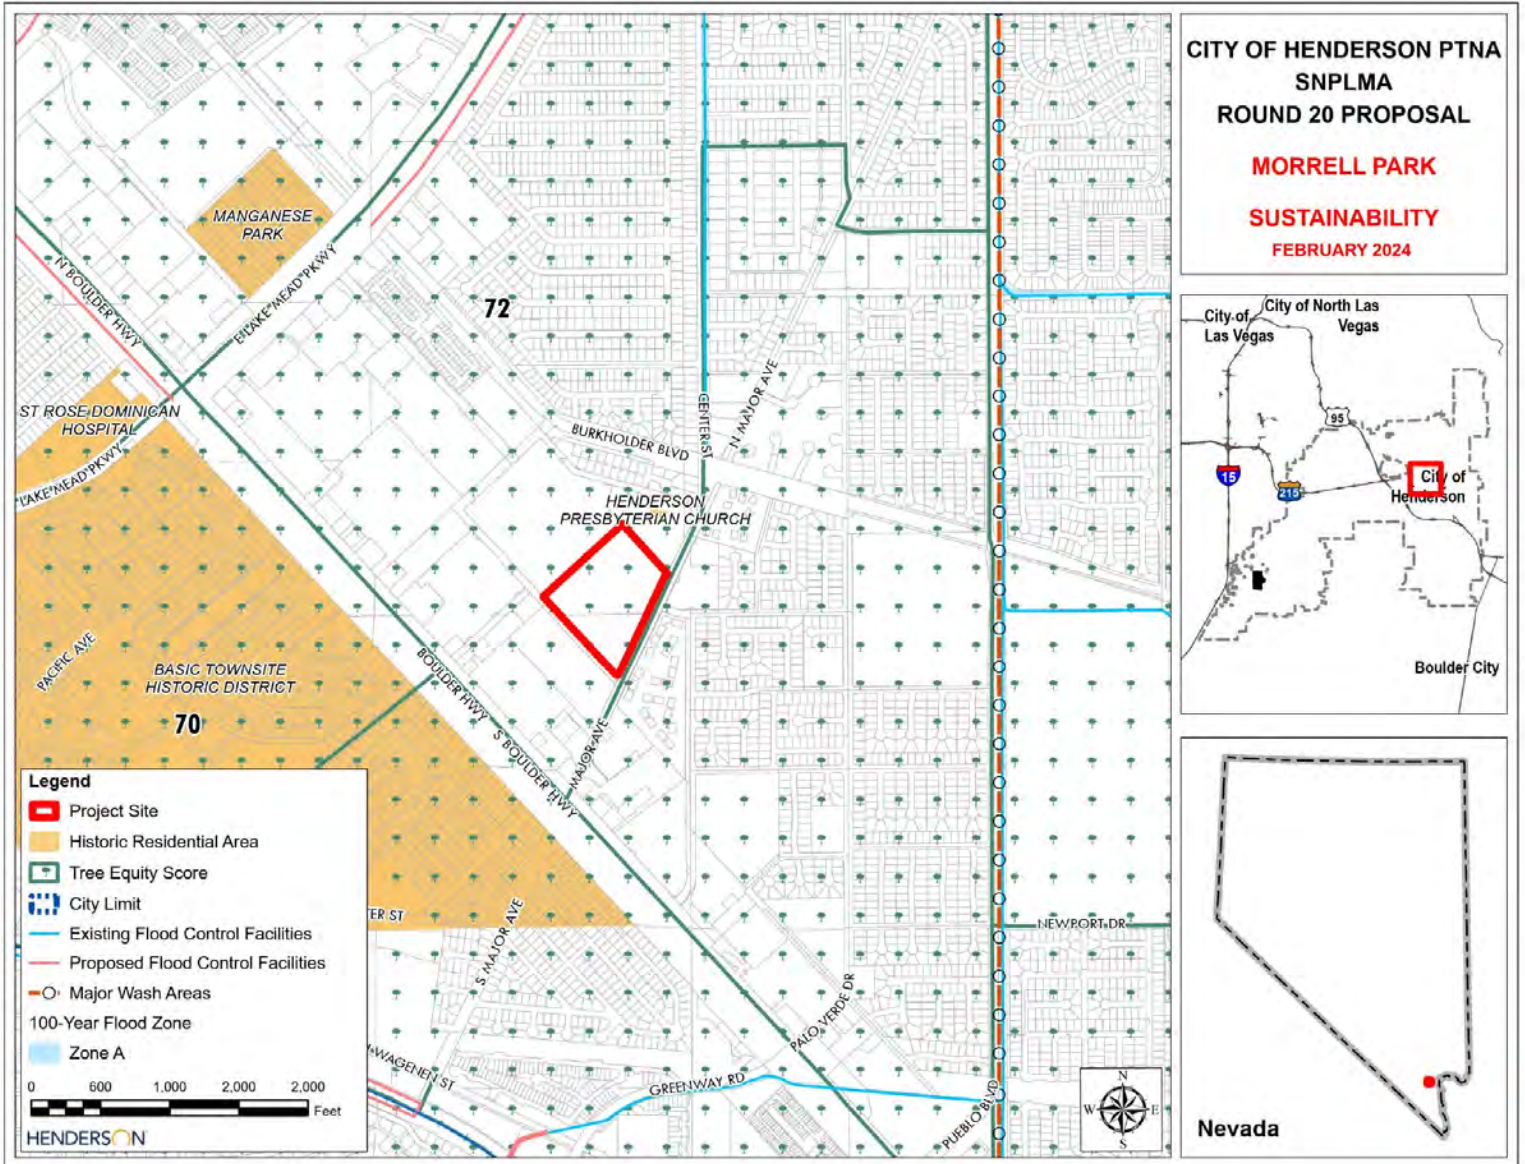 CITY OF HENDERSON PTNA
SNPLMA
ROUND 20 PROPOSAL
MORRELL PARK
SUSTAINABILITY
FEBRUARY 2024
MANGANESE
PARK
N BOULDER HWY
E LAKE MEAD PKWY
72
ST ROSE DOMINICAN
HOSPITAL
LAKE MEAD PKWY
CENTER ST
N MAJOR AVE
BURKHOLDER BLVD
HENDERSON
PRESBYTERIAN CHURCH
PACIFIC AVE
BASIC TOWNSITE
HISTORIC DISTRICT
70
BOULDER HWY
S BOULDER HWY
MAJOR AVE
TER ST
S MAJOR AVE
NEWPORT DR
PALO VERDE DR
WAGENEN ST
GREENWAY RD
PUEBLO BLVD
N
W E
S
Legend
Project Site
Historic Residential Area
Tree Equity Score
City Limit
Existing Flood Control Facilities
Proposed Flood Control Facilities
Major Wash Areas
100-Year Flood Zone
Zone A
0 500 1,000 2,000 2,000
Feet
HENDERSON
City of North Las
Vegas
City of
Las Vegas
95
15
215
City of
Henderson
Boulder City
Nevada